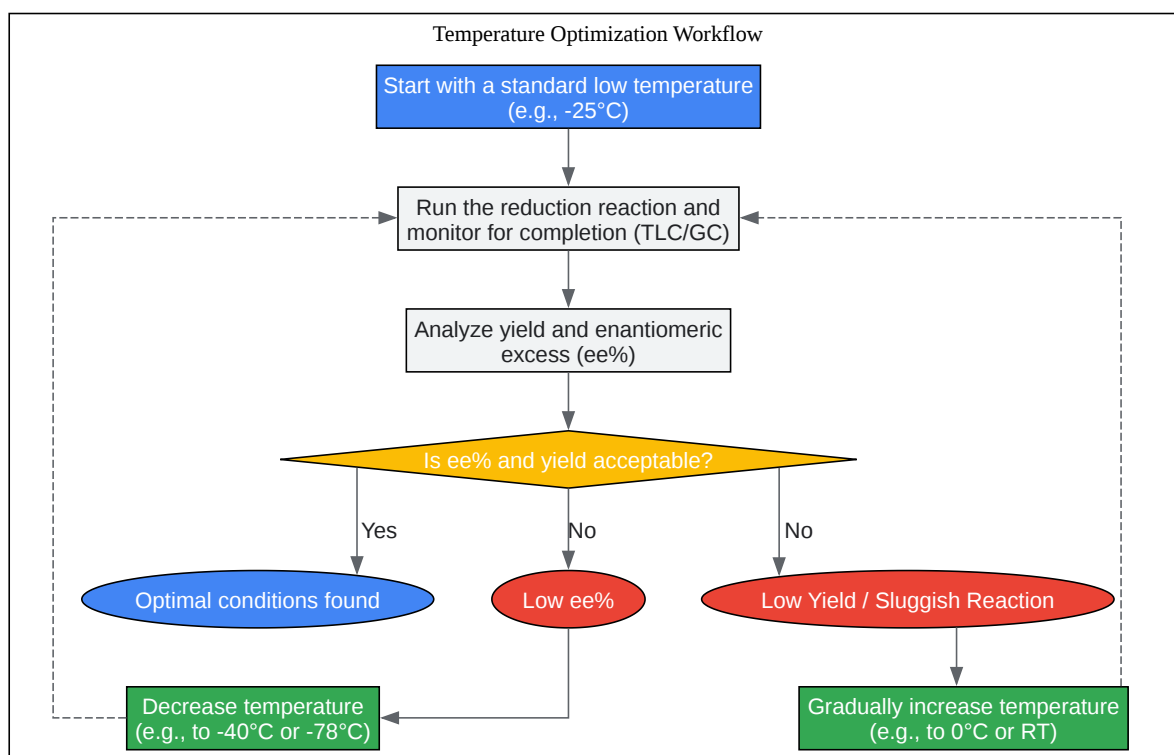 Temperature Optimization Workflow
Start with a standard low temperature
(e.g., -25°C)
Run the reduction reaction and
monitor for completion (TLC/GC)
Analyze yield and enantiomeric
excess (ee%)
Is ee% and yield acceptable?
Yes
No
No
Optimal conditions found
Low ee%
Low Yield / Sluggish Reaction
Decrease temperature
(e.g., to -40°C or -78°C)
Gradually increase temperature
(e.g., to 0°C or RT)